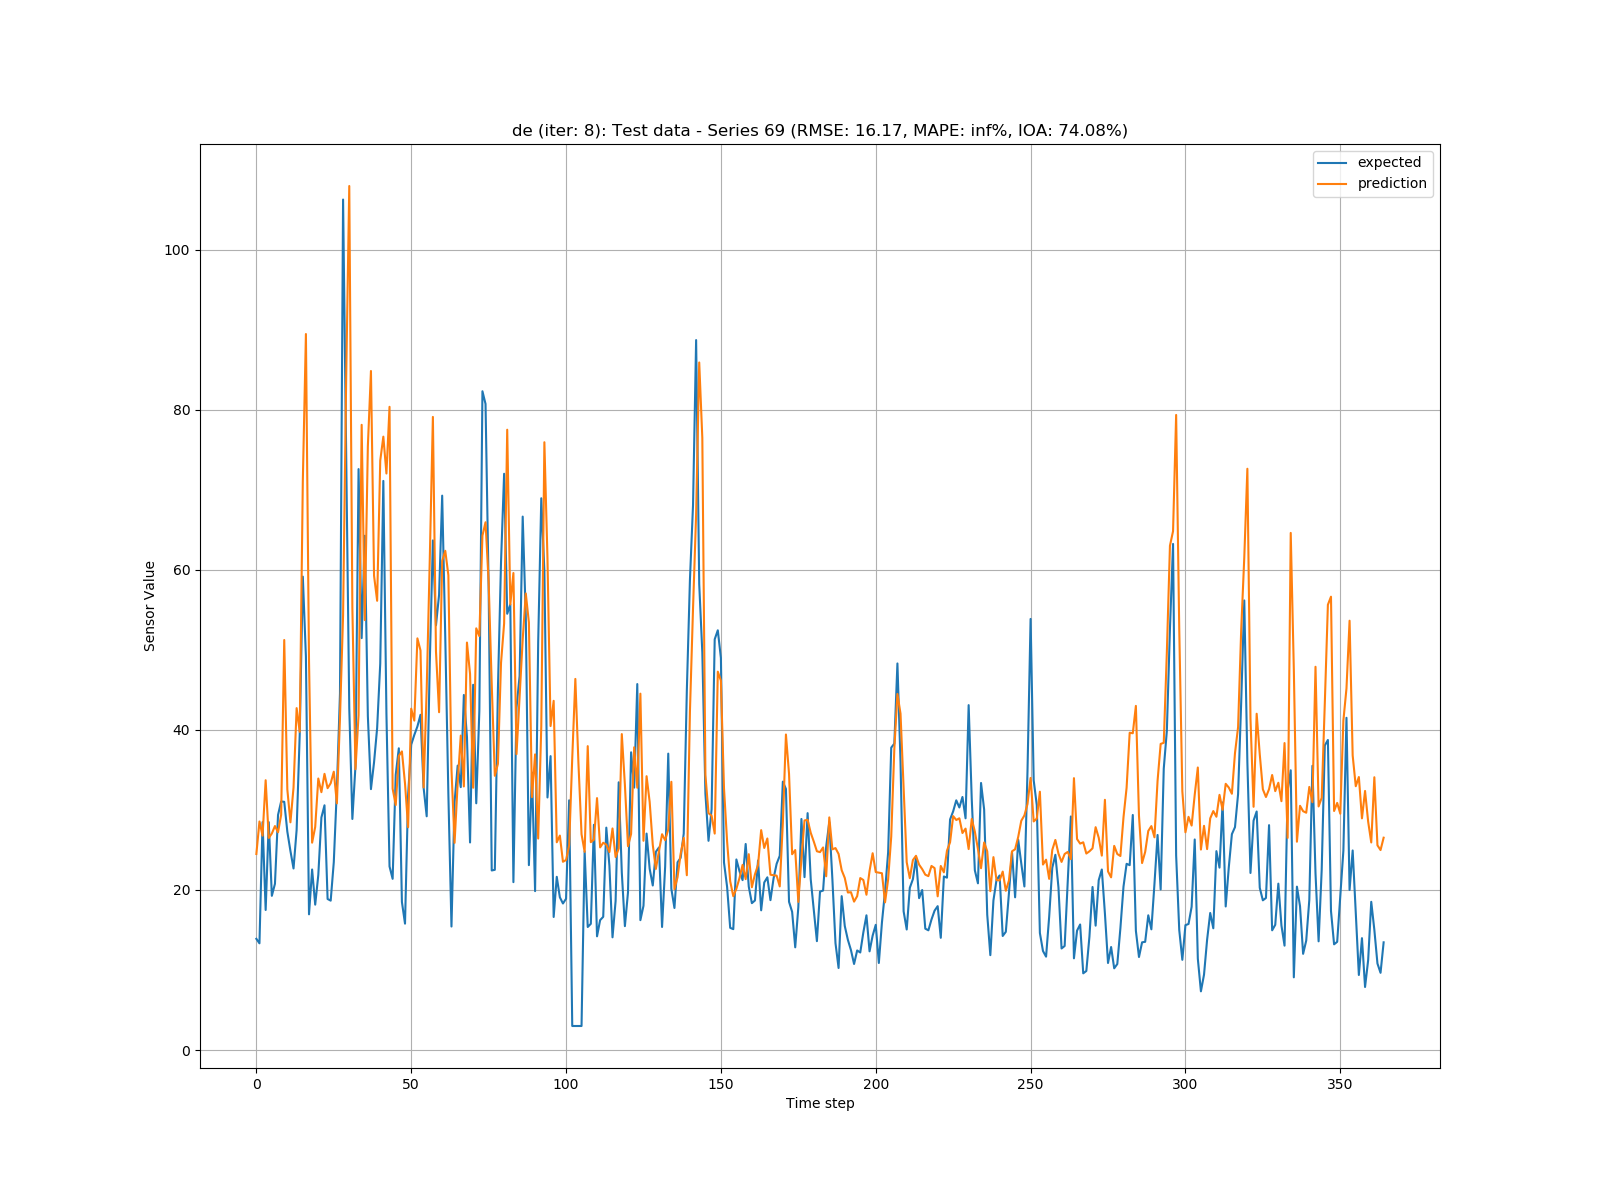 de (iter: 8): Test data - Series 69 (RMSE: 16.17, MAPE: inf%, IOA: 74.08%)
expected
prediction
100
80
60
40
20
0
Sensor Value
0 50 100 150 200 250 300 350
Time step